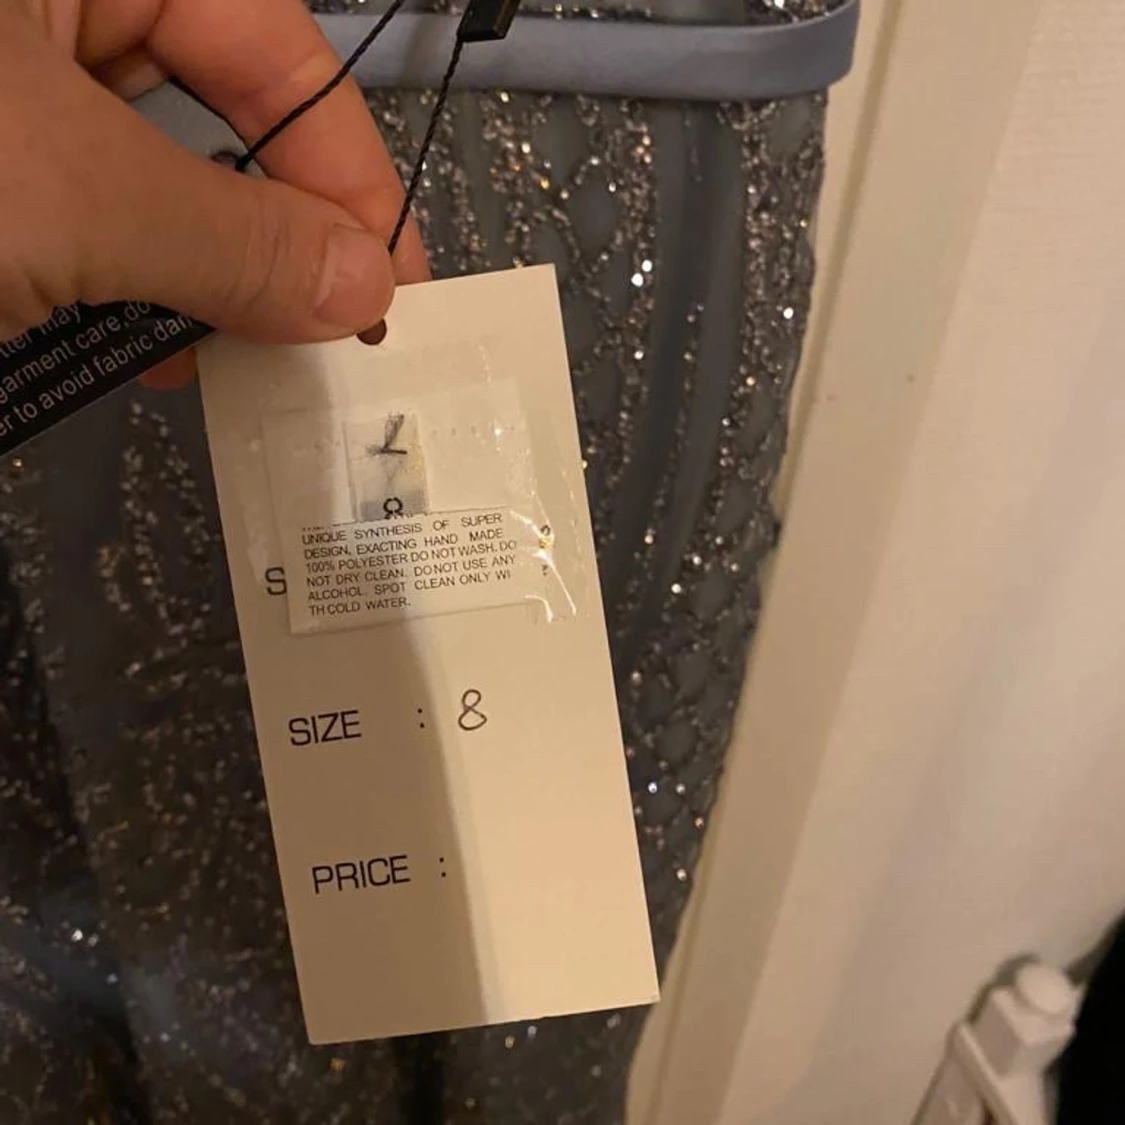 tter may
garment care,do
er to avoid fabric dam
8
UNIQUE SYNTHESIS OF SUPER
DESIGN, EXACTING HAND MADE
100% POLYESTER DO NOT WASH. DO
NOT DRY CLEAN. DO NOT USE ANY
ALCOHOL. SPOT CLEAN ONLY WI
TH COLD WATER.
S
SIZE : 8
PRICE :